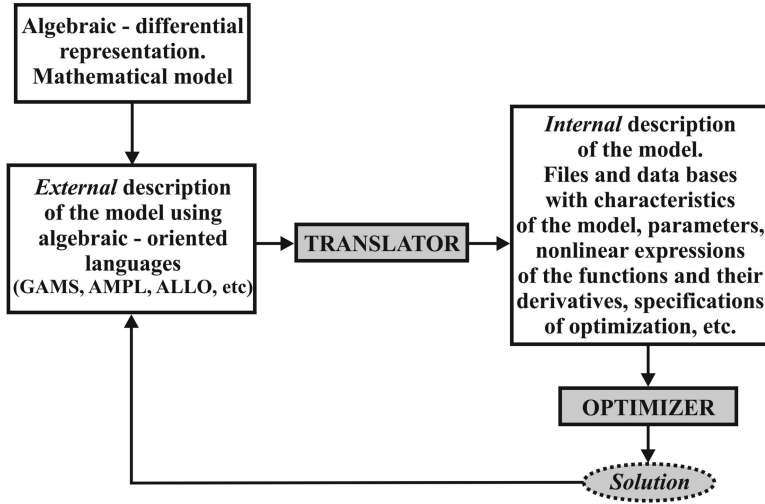 Algebraic - differential
representation.
Mathematical model
External description
of the model using
algebraic - oriented
languages
(GAMS, AMPL, ALLO, etc)
TRANSLATOR
Internal description
of the model.
Files and data bases
with characteristics
of the model, parameters,
nonlinear expressions
of the functions and their
derivatives, specifications
of optimization, etc.
OPTIMIZER
Solution